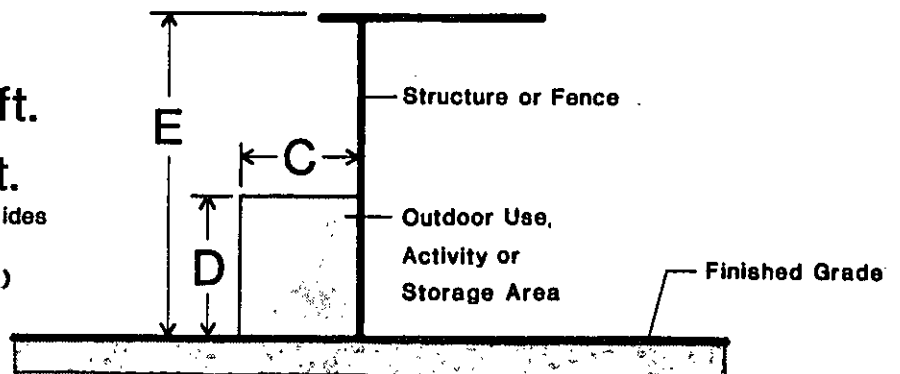 ft.
E
Structure or Fence
C
t.
ides
Outdoor Use,
Activity or
Storage Area
D
)
Finished Grade